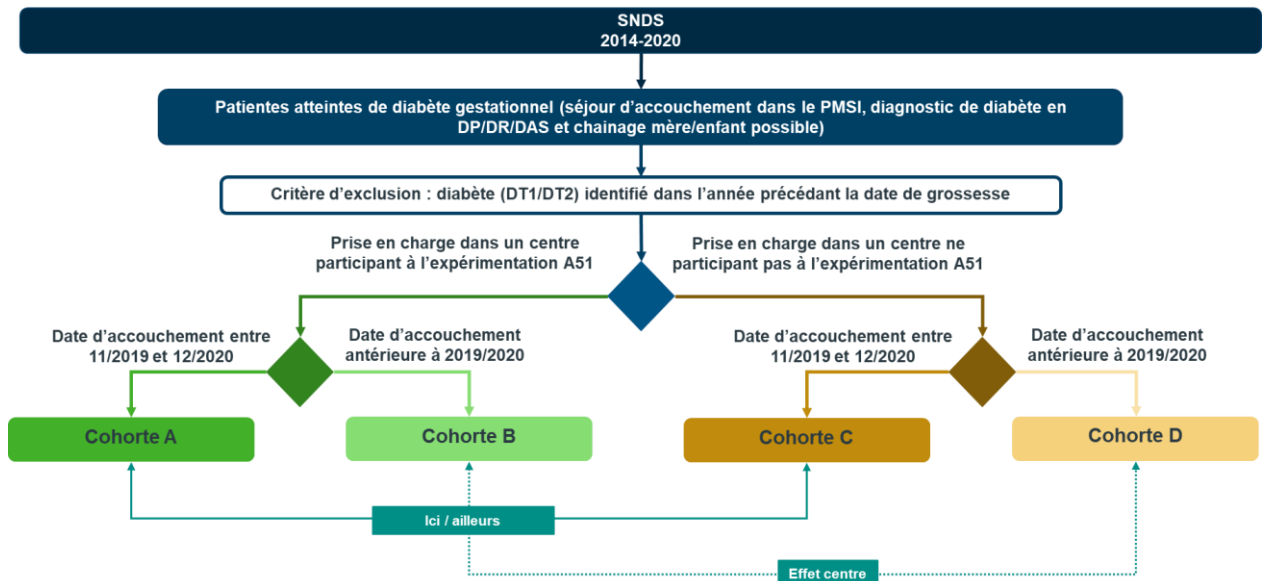 SNDS
2014-2020
Patientes atteintes de diabète gestationnel (séjour d’accouchement dans le PMSI, diagnostic de diabète en
DP/DR/DAS et chainage mère/enfant possible)
Critère d’exclusion : diabète (DT1/DT2) identifié dans l’année précédant la date de grossesse
Prise en charge dans un centre
participant à l’expérimentation A51
Prise en charge dans un centre ne
participant pas à l’expérimentation A51
Date d’accouchement entre
11/2019 et 12/2020
Date d’accouchement
antérieure à 2019/2020
Date d’accouchement entre
11/2019 et 12/2020
Date d’accouchement
antérieure à 2019/2020
Cohorte A
Cohorte B
Cohorte C
Cohorte D
Ici / ailleurs
Effet centre